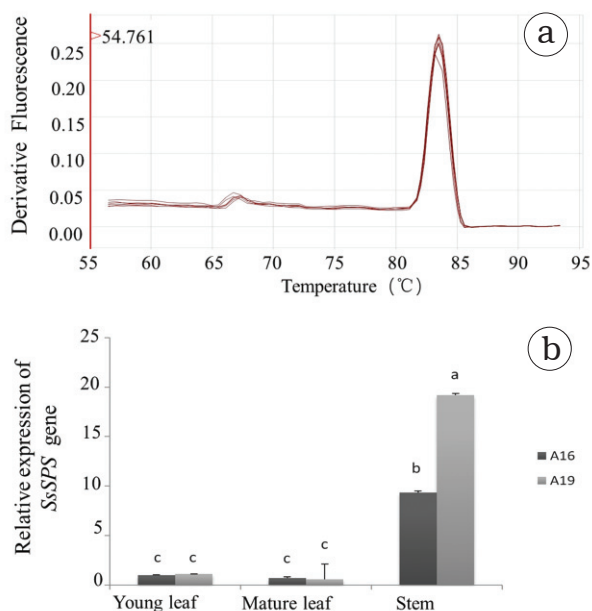 54.761
a
Derivative Fluorescence
0.25
0.20
0.15
0.10
0.05
0.00
55 60 65 70 71 80 85 90 95
Temperature (℃)
b
Relative expression of
SsSPS gene
25
20
15
10
5
0
c c c c b a
A16
A19
Young leaf Mature leaf Stem